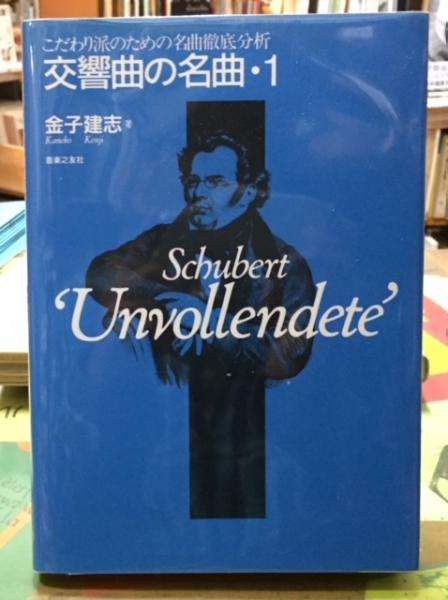 こだわり派のための名曲徹底分析
交響曲の名曲・1
金子建志 著
Kaneko Kenji
音楽之友社
Schubert
‘Unvollendete’